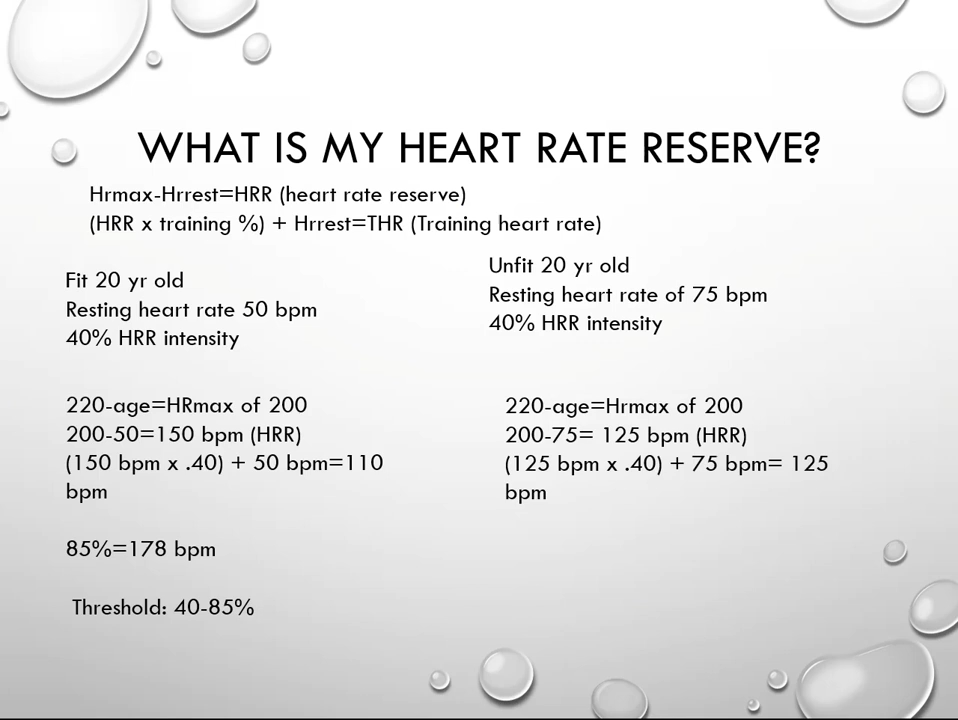 WHAT IS MY HEART RATE RESERVE?
Hrmax-Hrrest=HRR (heart rate reserve)
(HRR x training %) + Hrrest=THR (Training heart rate)
Fit 20 yr old
Resting heart rate 50 bpm
40% HRR intensity
220-age=HRmax of 200
200-50=150 bpm (HRR)
(150 bpm x .40) + 50 bpm=110
bpm
85%=178 bpm
Threshold: 40-85%
Unfit 20 yr old
Resting heart rate of 75 bpm
40% HRR intensity
220-age=Hrmax of 200
200-75= 125 bpm (HRR)
(125 bpm x .40) + 75 bpm= 125
bpm